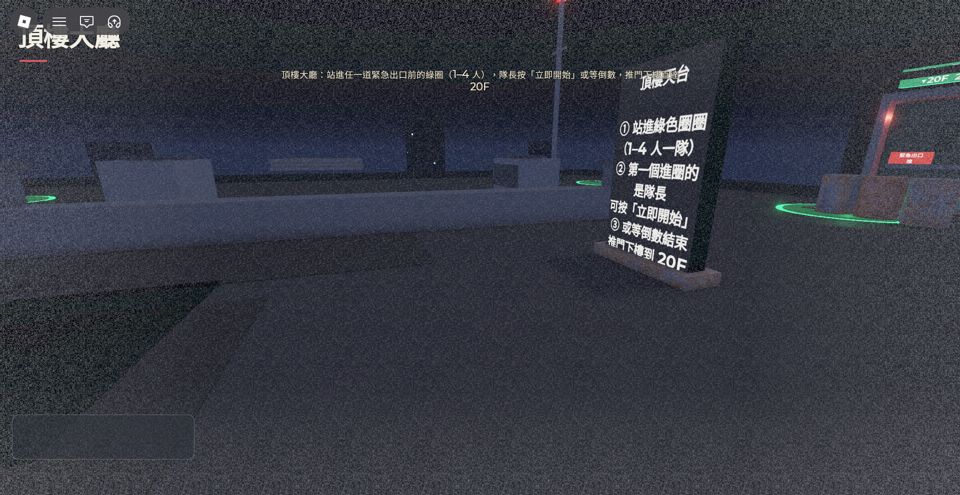 頂樓大廳
頂樓大廳：站進任一道緊急出口前的綠圈（1–4 人），隊長按「立即開始」或等倒數，推門下樓
20F
頂樓天台
① 站進綠色圈圈
（1–4 人一隊）
② 第一個進圈的
是隊長
可按「立即開始」
③ 或等倒數結束
推門下樓到 20F
▼20F
緊急出口